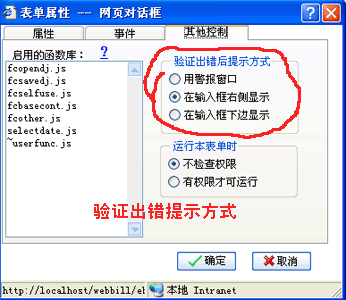 表单属性 -- 网页对话框
属性
事件
其他控制
启用的函数库：
?
fcopendj.js
fcsavedj.js
fcselfuse.js
fcbasecont.js
fcother.js
selectdate.js
~userfunc.js
验证出错后提示方式
用警报窗口
在输入框右侧显示
在输入框下边显示
运行本表单时
不检查权限
有权限才可运行
验证出错提示方式
确定
取消
http://localhost/webbill/el
本地 Intranet